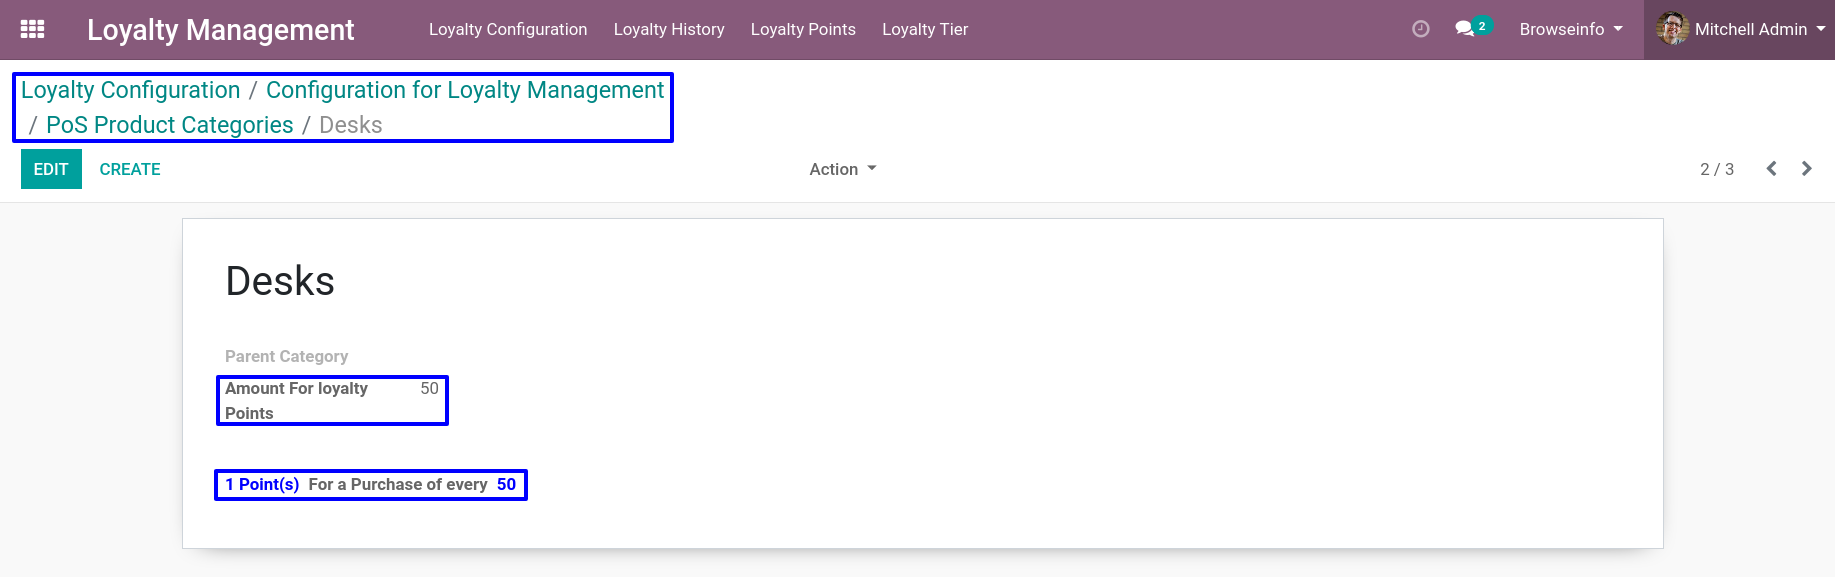 Loyalty Management Loyalty Configuration Loyalty History Loyalty Points Loyalty Tier 2 Browseinfo Mitchell Admin
Loyalty Configuration / Configuration for Loyalty Management
/ PoS Product Categories / Desks
EDIT CREATE Action 2 / 3
Desks
Parent Category
Amount For loyalty 50
Points
1 Point(s) For a Purchase of every 50